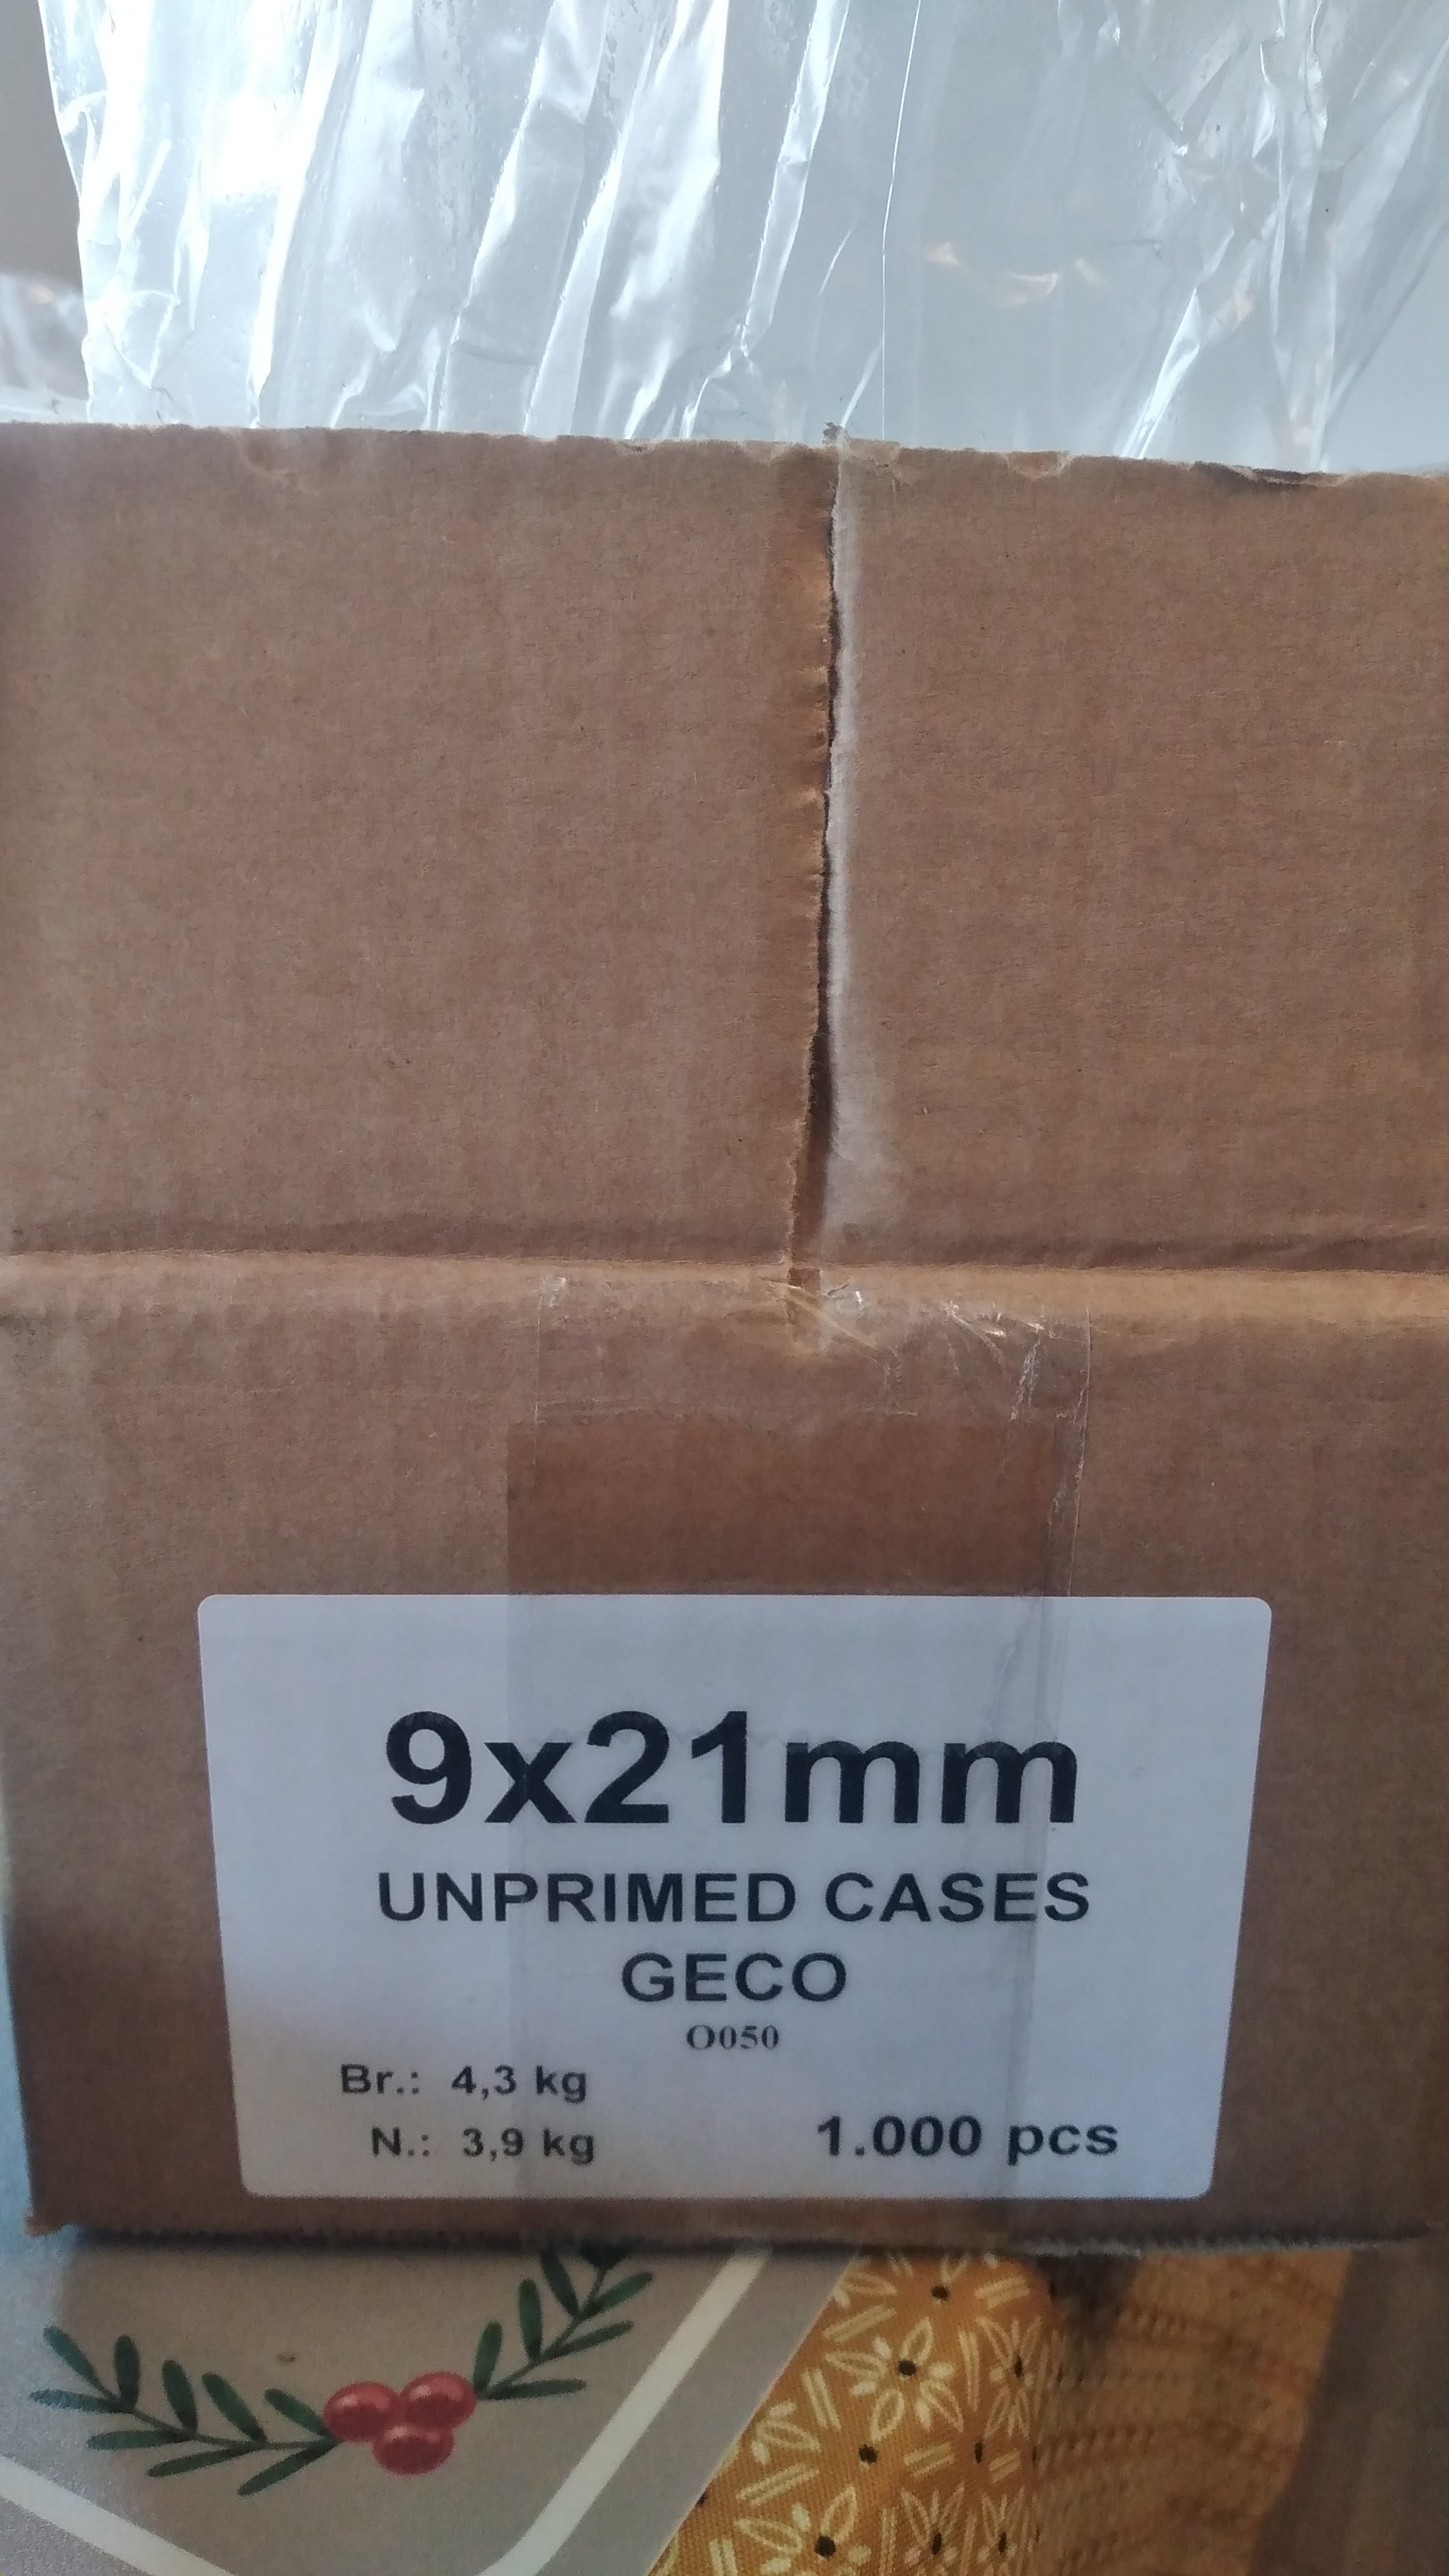 9x21mm
UNPRIMED CASES
GECO
O050
Br.: 4,3 kg
N.: 3,9 kg
1.000 pcs